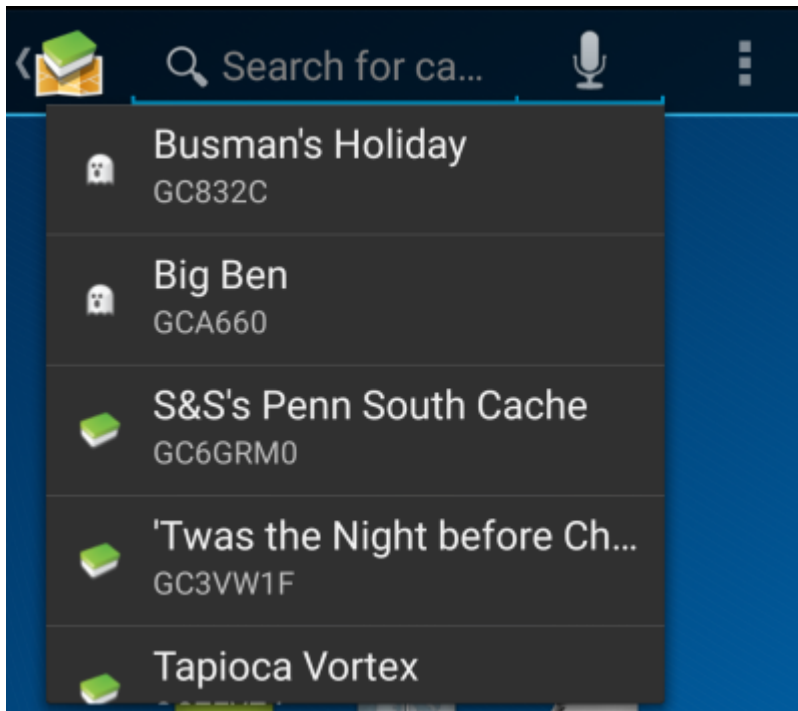 Search for ca...
Busman's Holiday
GC832C
Big Ben
GCA660
S&S's Penn South Cache
GC6GRM0
'Twas the Night before Ch...
GC3VW1F
Tapioca Vortex